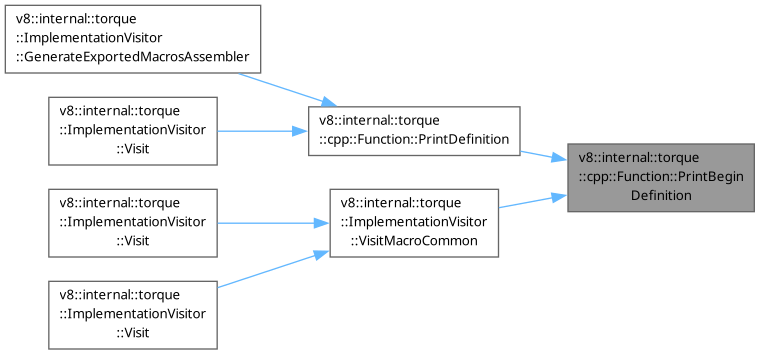 v8::internal::torque
::ImplementationVisitor
::GenerateExportedMacrosAssembler
v8::internal::torque
::ImplementationVisitor
::Visit
v8::internal::torque
::cpp::Function::PrintDefinition
v8::internal::torque
::cpp::Function::PrintBegin
Definition
v8::internal::torque
::ImplementationVisitor
::Visit
v8::internal::torque
::ImplementationVisitor
::VisitMacroCommon
v8::internal::torque
::ImplementationVisitor
::Visit